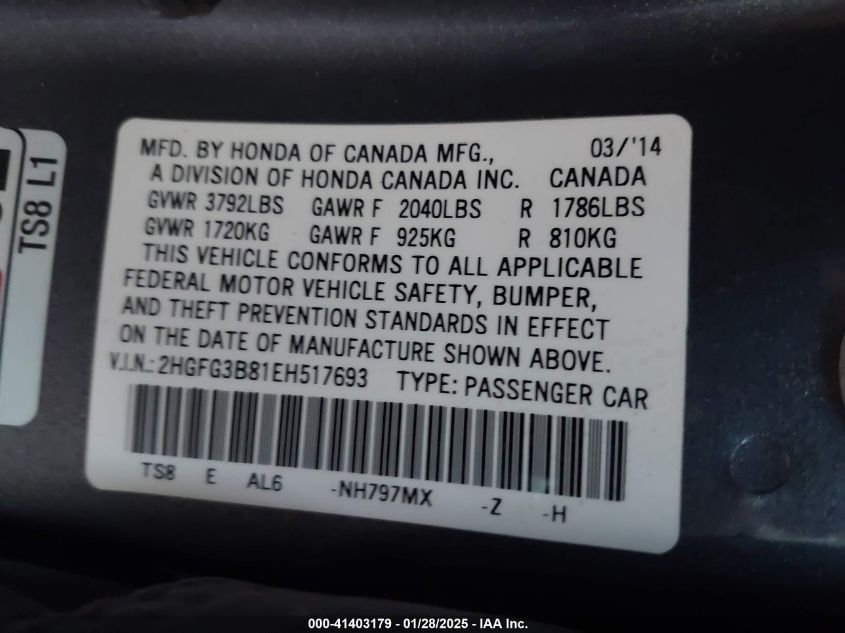 MFD. BY HONDA OF CANADA MFG., 03/'14
A DIVISION OF HONDA CANADA INC. CANADA
GVWR 3792LBS GAWR F 2040LBS R 1786LBS
GVWR 1720KG GAWR F 925KG R 810KG
THIS VEHICLE CONFORMS TO ALL APPLICABLE
FEDERAL MOTOR VEHICLE SAFETY, BUMPER,
AND THEFT PREVENTION STANDARDS IN EFFECT
ON THE DATE OF MANUFACTURE SHOWN ABOVE.
V.I.N.: 2HGFG3B81EH517693 TYPE: PASSENGER CAR
TS8 E AL6 -NH797MX -Z -H
TS8 L1
000-41403179 - 01/28/2025 - IAA Inc.